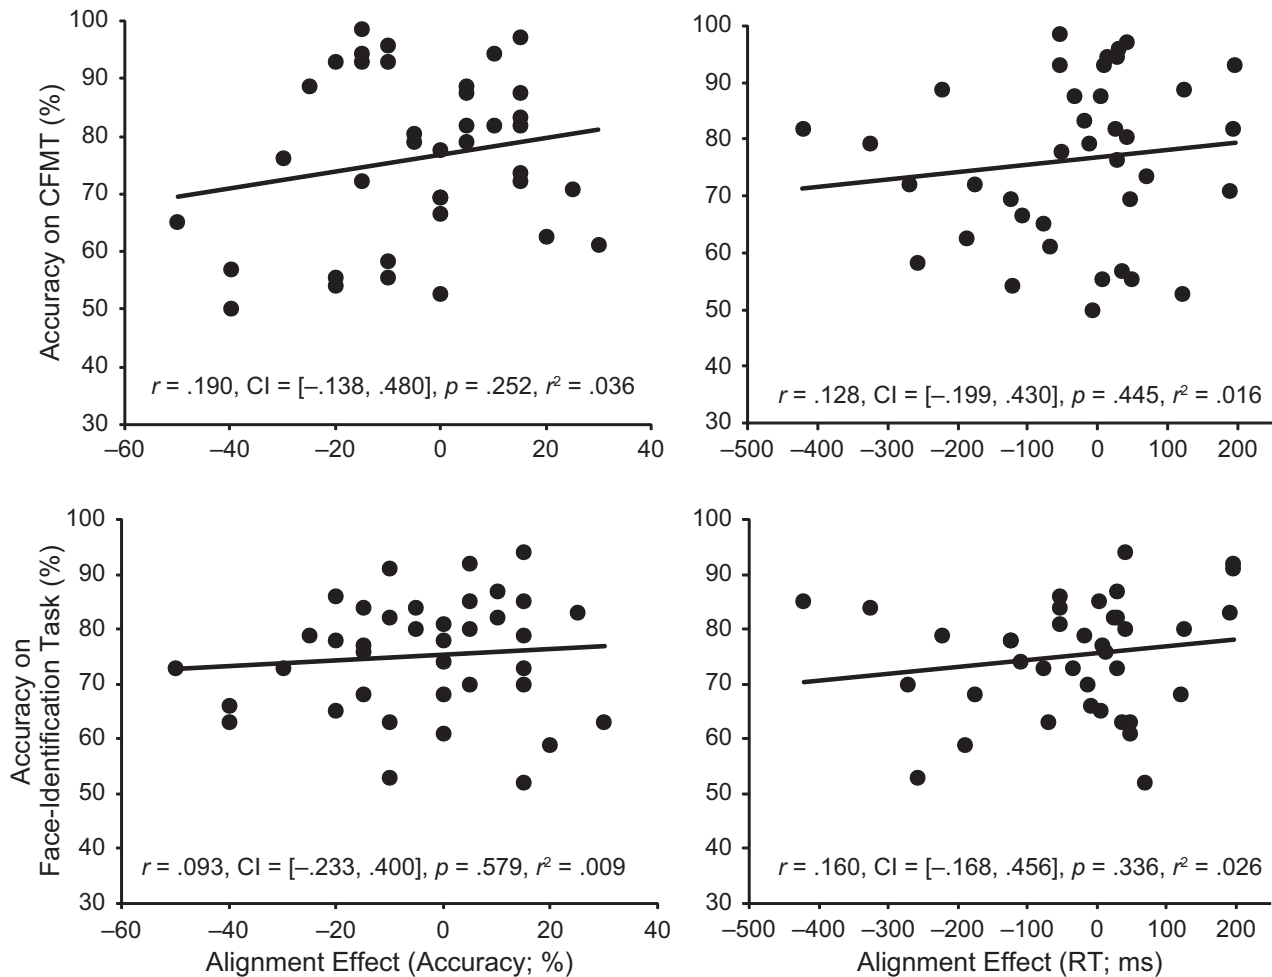 100
90
80
70
60
50
40
30
Accuracy on CFMT (%)
r = .190, CI = [–.138, .480], p = .252, r² = .036
–60 –40 –20 0 20 40
100
90
80
70
60
50
40
30
r = .128, CI = [–.199, .430], p = .445, r² = .016
–500 –400 –300 –200 –100 0 100 200
100
90
80
70
60
50
40
30
Accuracy on
Face-Identification Task (%)
r = .093, CI = [–.233, .400], p = .579, r² = .009
–60 –40 –20 0 20 40
Alignment Effect (Accuracy; %)
100
90
80
70
60
50
40
30
r = .160, CI = [–.168, .456], p = .336, r² = .026
–500 –400 –300 –200 –100 0 100 200
Alignment Effect (RT; ms)